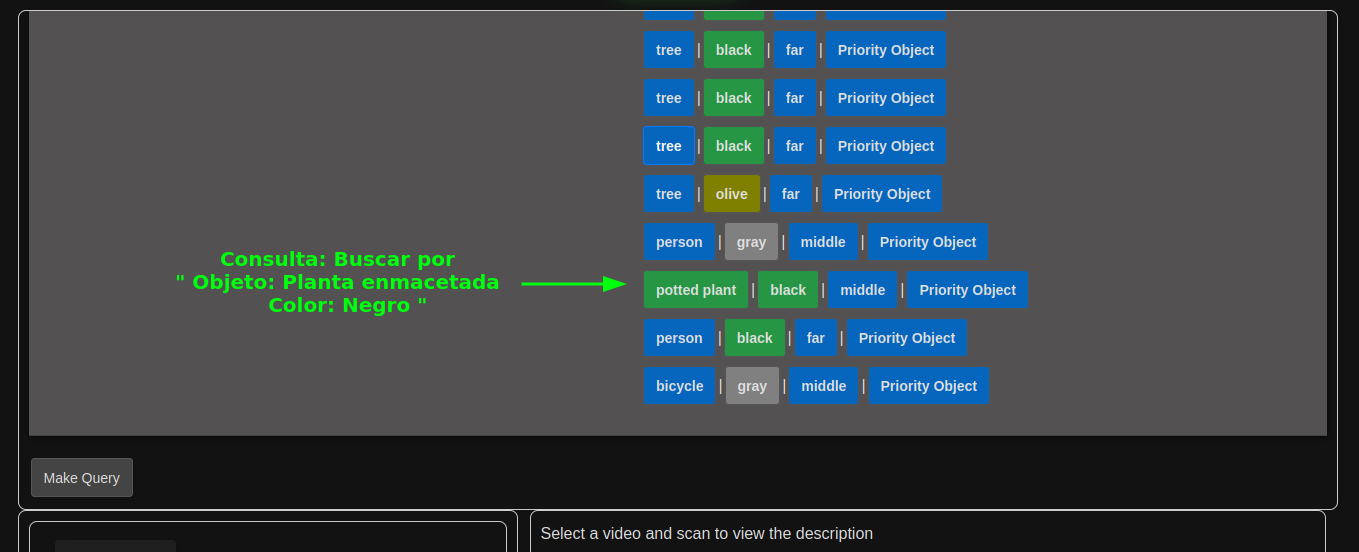 tree | black | far | Priority Object
tree | black | far | Priority Object
tree | black | far | Priority Object
tree | olive | far | Priority Object
person | gray | middle | Priority Object
Consulta: Buscar por
" Objeto: Planta enmacetada
Color: Negro "
potted plant | black | middle | Priority Object
person | black | far | Priority Object
bicycle | gray | middle | Priority Object
Make Query
Select a video and scan to view the description